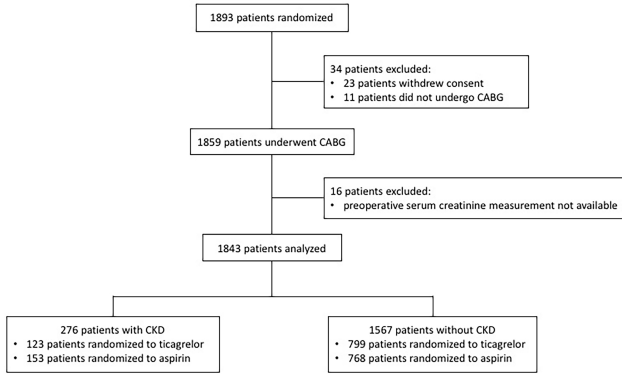 1893 patients randomized
34 patients excluded:
• 23 patients withdrew consent
• 11 patients did not undergo CABG
1859 patients underwent CABG
16 patients excluded:
• preoperative serum creatinine measurement not available
1843 patients analyzed
276 patients with CKD
• 123 patients randomized to ticagrelor
• 153 patients randomized to aspirin
1567 patients without CKD
• 799 patients randomized to ticagrelor
• 768 patients randomized to aspirin